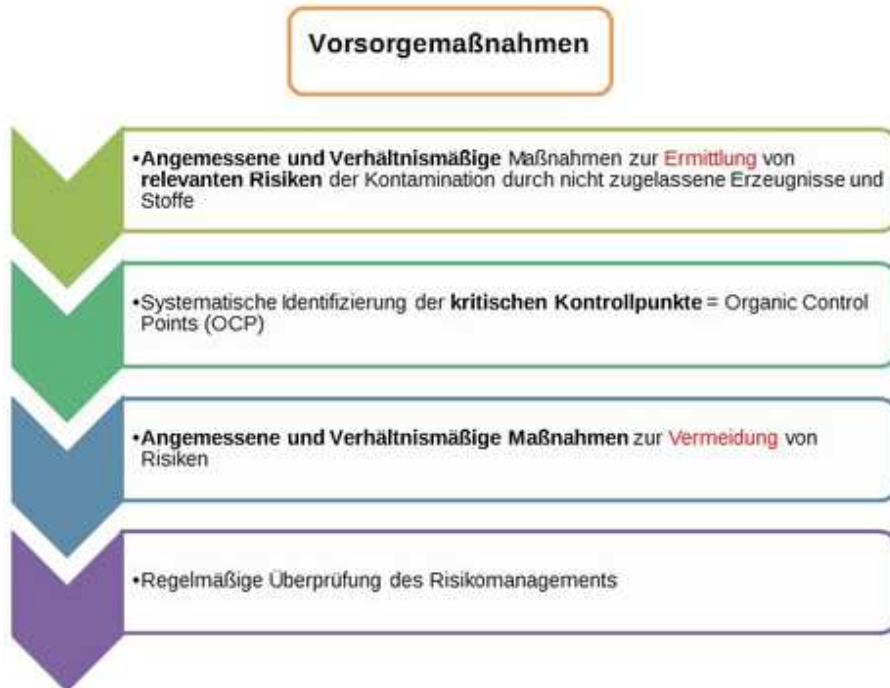 Vorsorgemaßnahmen
•Angemessene und Verhältnismäßige Maßnahmen zur Ermittlung von
relevanten Risiken der Kontamination durch nicht zugelassene Erzeugnisse und
Stoffe
•Systematische Identifizierung der kritischen Kontrollpunkte = Organic Control
Points (OCP)
•Angemessene und Verhältnismäßige Maßnahmen zur Vermeidung von
Risiken
•Regelmäßige Überprüfung des Risikomanagements